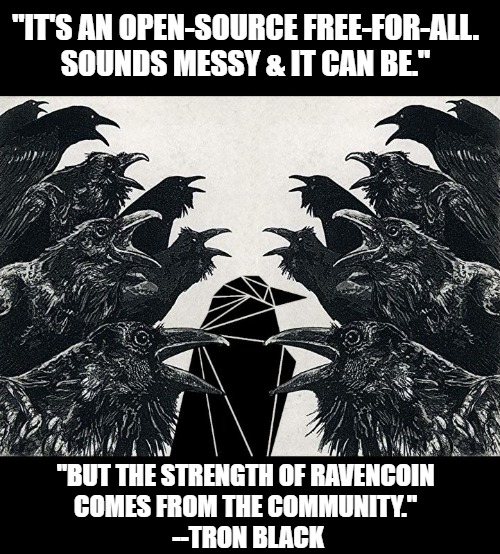 "IT'S AN OPEN-SOURCE FREE-FOR-ALL.
SOUNDS MESSY & IT CAN BE."
"BUT THE STRENGTH OF RAVENCOIN
COMES FROM THE COMMUNITY."
--TRON BLACK